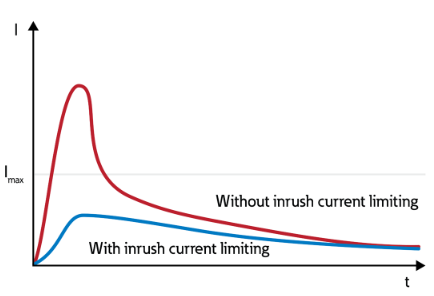 I
Imax
Without inrush current limiting
With inrush current limiting
t